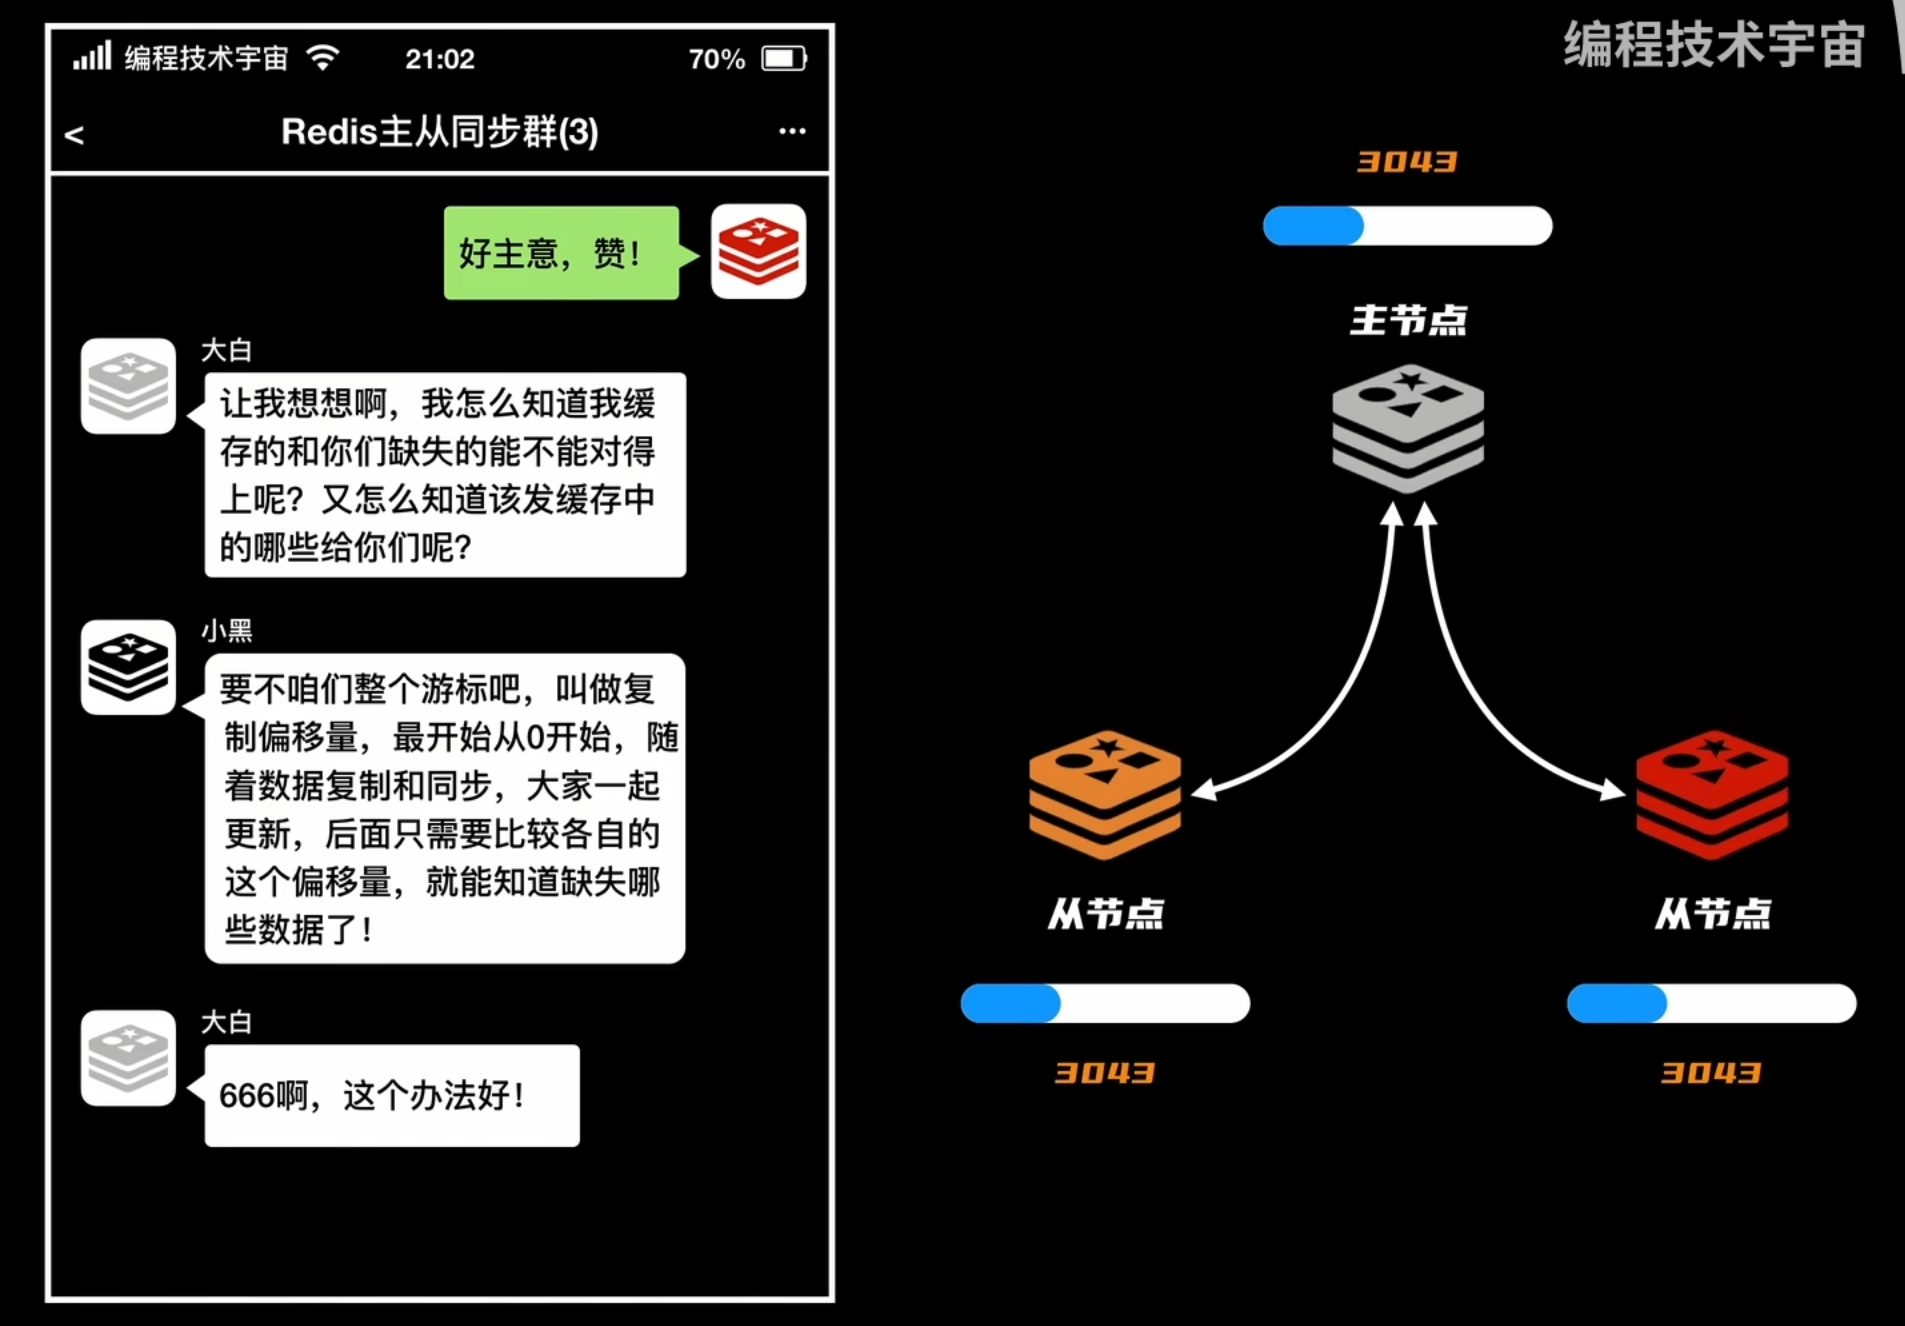 编程技术宇宙 21:02 70%
编程技术宇宙
< Redis主从同步群(3) ...
好主意，赞！
大白
让我想想啊，我怎么知道我缓
存的和你们缺失的能不能对得
上呢？又怎么知道该发缓存中
的哪些给你们呢？
小黑
要不咱们整个游标吧，叫做复
制偏移量，最开始从0开始，随
着数据复制和同步，大家一起
更新，后面只需要比较各自的
这个偏移量，就能知道缺失哪
些数据了！
大白
666啊，这个办法好！
3043
主节点
从节点
从节点
3043
3043